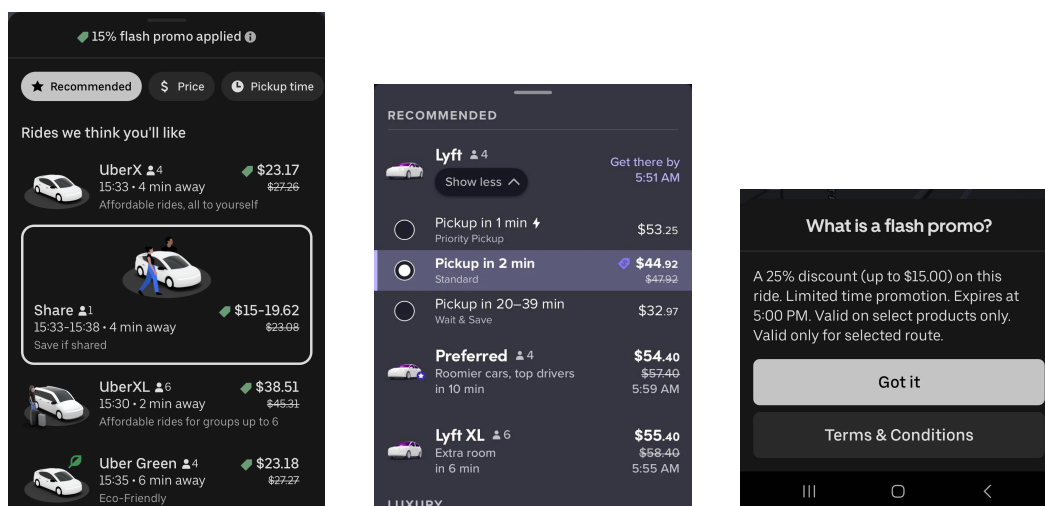 15% flash promo applied
Recommended
Price
Pickup time
Rides we think you'll like
UberX 4
$23.17
15:33 • 4 min away
$27.26
Affordable rides, all to yourself
Share 1
$15-19.62
15:33-15:38 • 4 min away
$23.08
Save if shared
UberXL 6
$38.51
15:30 • 2 min away
$45.31
Affordable rides for groups up to 6
Uber Green 4
$23.18
15:35 • 6 min away
$27.27
Eco-Friendly
RECOMMENDED
Lyft 4
Get there by
5:51 AM
Show less
Pickup in 1 min
Priority Pickup
$53.25
Pickup in 2 min
$44.92
Standard
$47.92
Pickup in 20–39 min
Wait & Save
$32.97
Preferred 4
$54.40
Roomier cars, top drivers
$57.40
in 10 min
5:59 AM
Lyft XL 6
$55.40
Extra room
$58.40
in 6 min
5:55 AM
LUXURY
What is a flash promo?
A 25% discount (up to $15.00) on this
ride. Limited time promotion. Expires at
5:00 PM. Valid on select products only.
Valid only for selected route.
Got it
Terms & Conditions